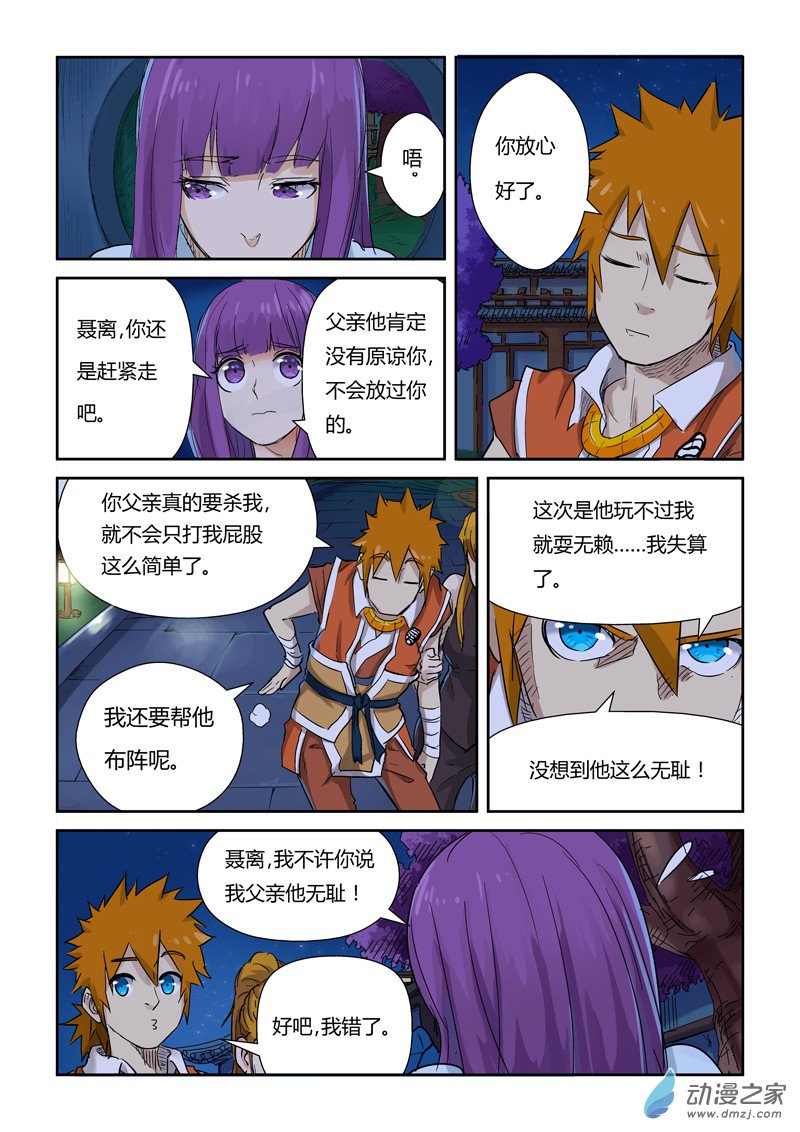 唔。
你放心
好了。
聂离,你还
是赶紧走
吧。
父亲他肯定
没有原谅你,
不会放过你
的。
你父亲真的要杀我,
就不会只打我屁股
这么简单了。
我还要帮他
布阵呢。
这次是他玩不过我
就耍无赖……我失算
了。
没想到他这么无耻！
聂离,我不许你说
我父亲他无耻！
好吧,我错了。
动漫之家
www.dmzj.com